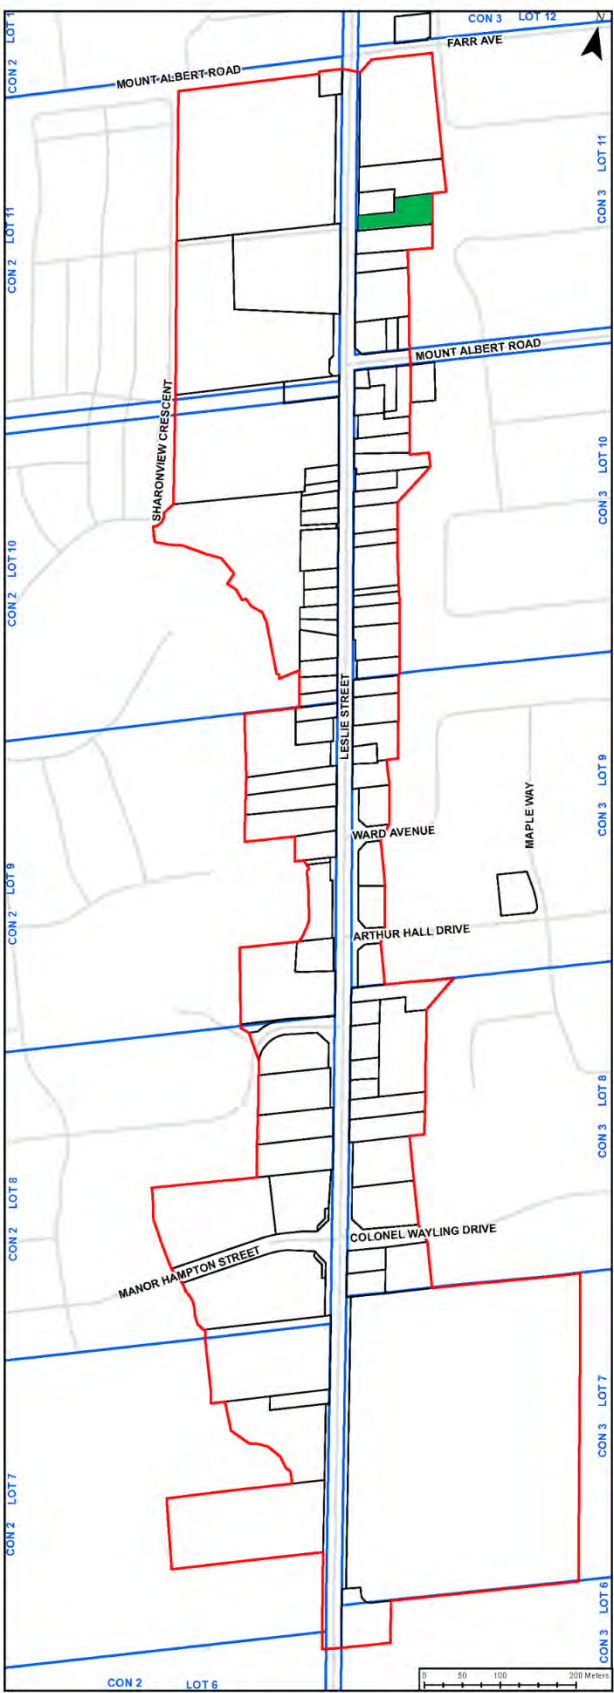 CON 3 LOT 12
N
FARR AVE
CON 2 LOT 1
MOUNT ALBERT ROAD
CON 3 LOT 11
CON 2 LOT 11
MOUNT ALBERT ROAD
SHARONVIEW CRESCENT
CON 3 LOT 10
CON 2 LOT 10
LESLIE STREET
CON 3 LOT 9
MAPLE WAY
WARD AVENUE
CON 2 LOT 9
ARTHUR HALL DRIVE
CON 3 LOT 8
CON 2 LOT 8
COLONEL WAYLING DRIVE
MANOR HAMPTON STREET
CON 3 LOT 7
CON 2 LOT 7
CON 3 LOT 6
CON 2 LOT 6
0 50 100 200 Meters